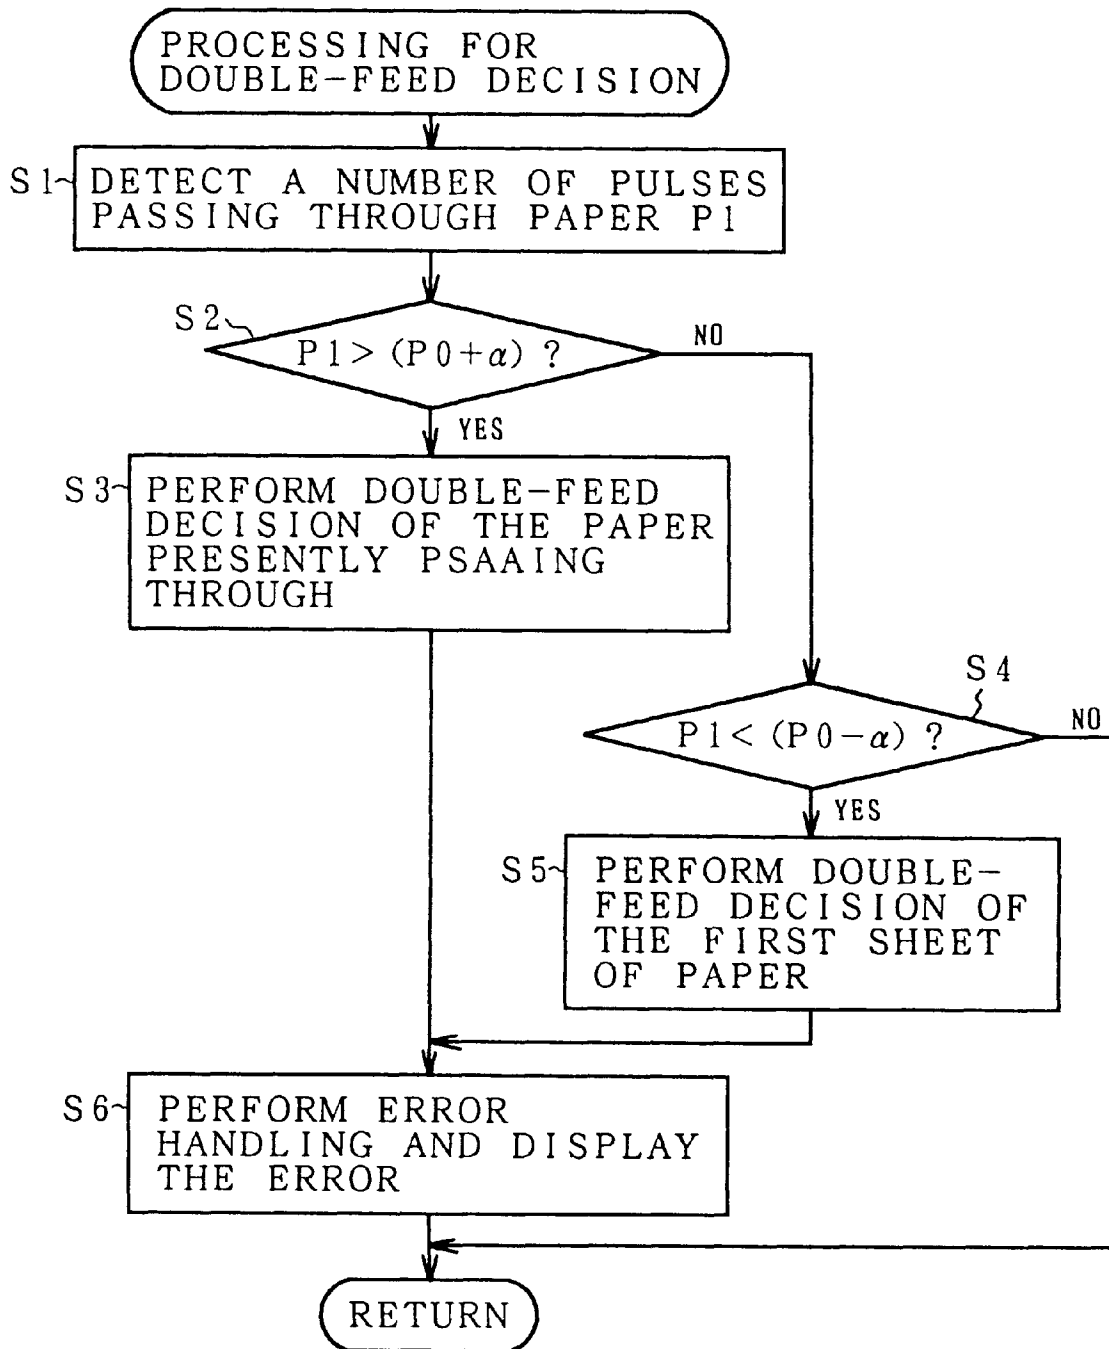 PROCESSING FOR
DOUBLE-FEED DECISION
S1
DETECT A NUMBER OF PULSES
PASSING THROUGH PAPER P1
S2
P1>(P0+α)?
NO
YES
S3
PERFORM DOUBLE-FEED
DECISION OF THE PAPER
PRESENTLY PSAAING
THROUGH
S4
P1<(P0-α)?
NO
YES
S5
PERFORM DOUBLE-
FEED DECISION OF
THE FIRST SHEET
OF PAPER
S6
PERFORM ERROR
HANDLING AND DISPLAY
THE ERROR
RETURN